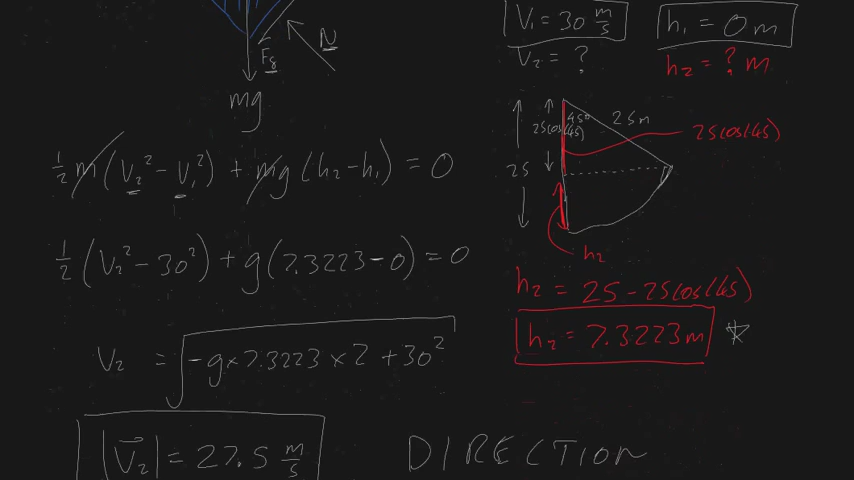 N
Fg
mg
V₁ = 30 m/s
h₁ = 0m
V₂ = ?
h₂ = ? m
25cos(45)
45°
25m
25cos(45)
25
h₂
½ m (V₂² − V₁²) + mg (h₂ − h₁) = 0
½ (V₂² − 30²) + g (7.3223 − 0) = 0
h₂ = 25 − 25cos(45)
h₂ = 7.3223m
V₂ = √(−g × 7.3223 × 2 + 30²)
|V₂| = 27.5 m/s
DIRECTION